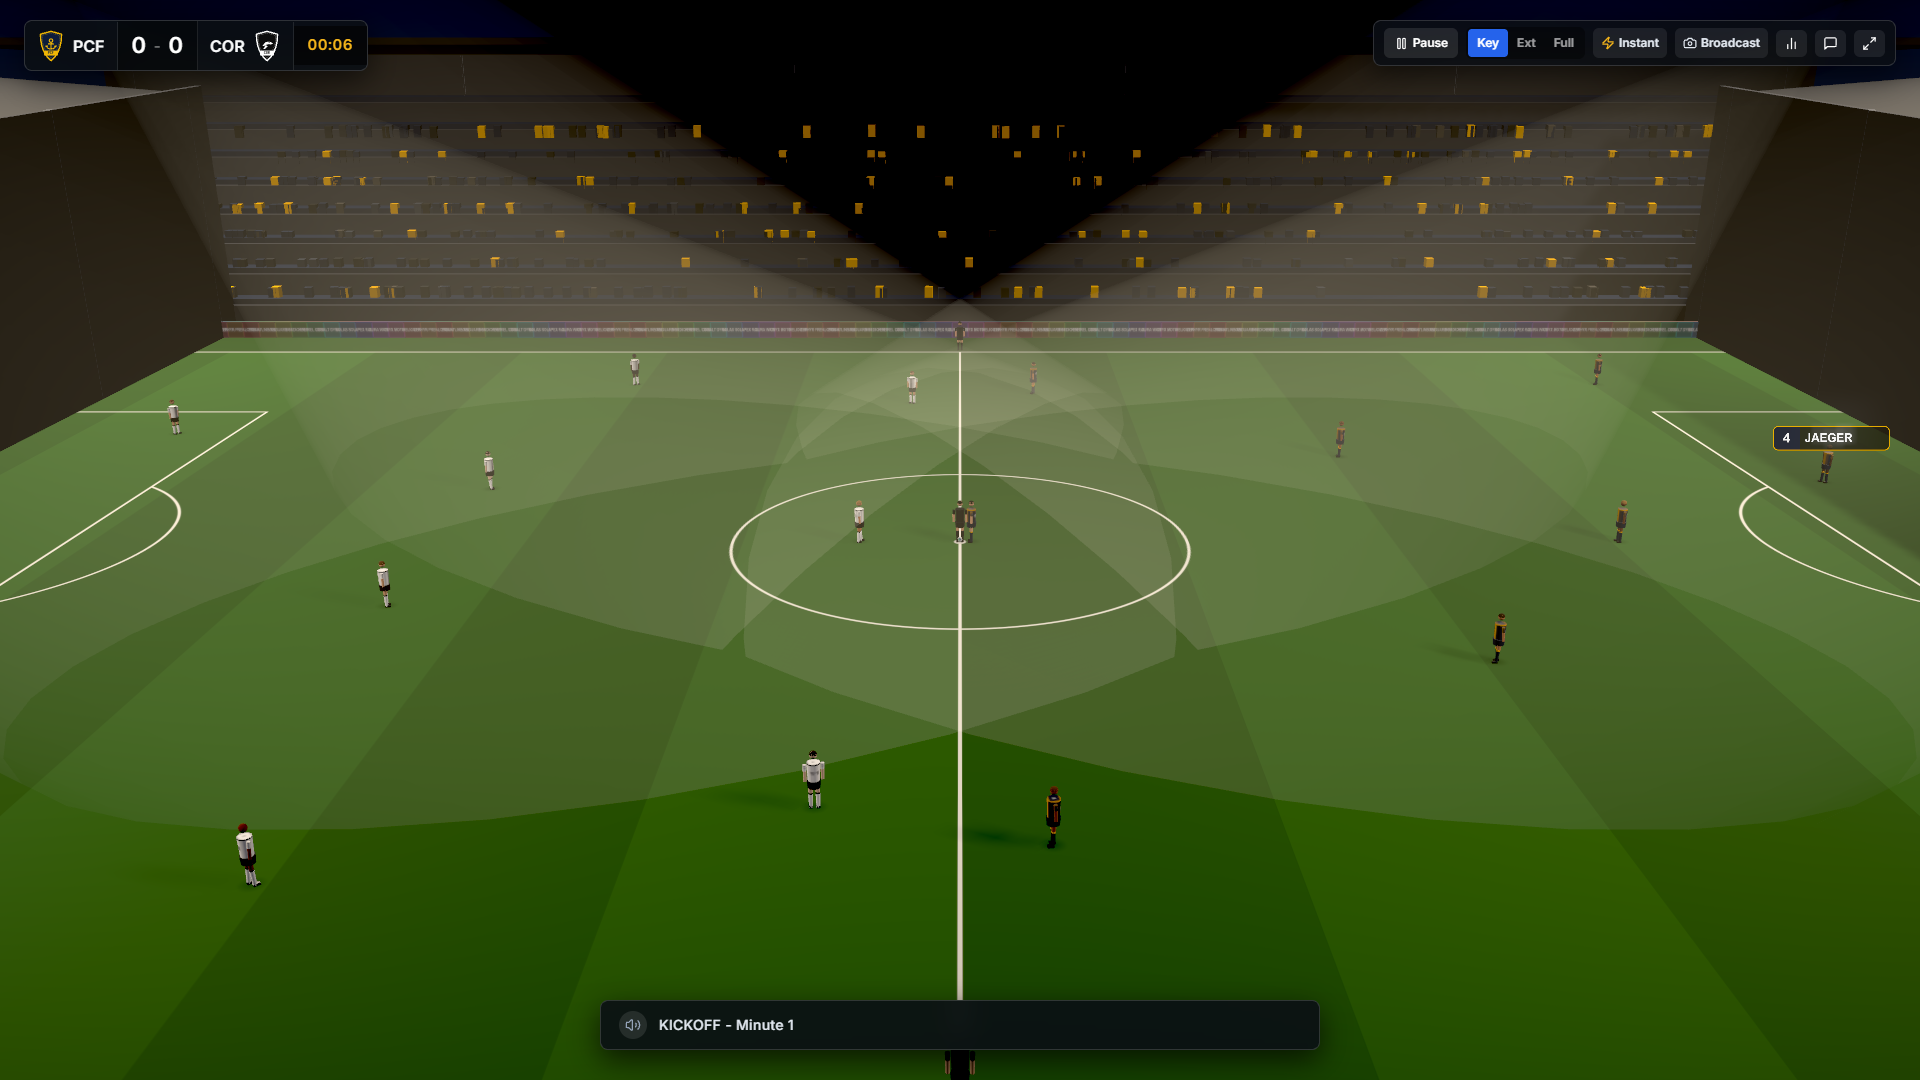 PCF 0 - 0 COR 00:06
Pause Key Ext Full Instant Broadcast
4 JAEGER
KICKOFF - Minute 1